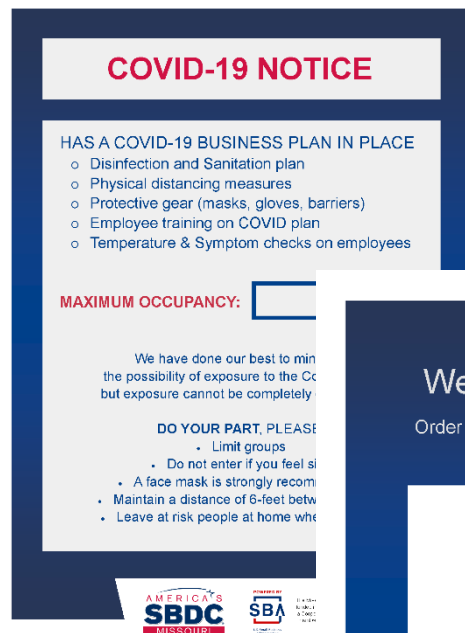 COVID-19 NOTICE
HAS A COVID-19 BUSINESS PLAN IN PLACE
o Disinfection and Sanitation plan
o Physical distancing measures
o Protective gear (masks, gloves, barriers)
o Employee training on COVID plan
o Temperature & Symptom checks on employees
MAXIMUM OCCUPANCY:
We have done our best to min
the possibility of exposure to the Co
but exposure cannot be completely
DO YOUR PART, PLEASE
• Limit groups
• Do not enter if you feel si
• A face mask is strongly recom
• Maintain a distance of 6-feet betw
• Leave at risk people at home whe
We
Order
AMERICA'S
SBDC
MISSOURI
POWERED BY
SBA